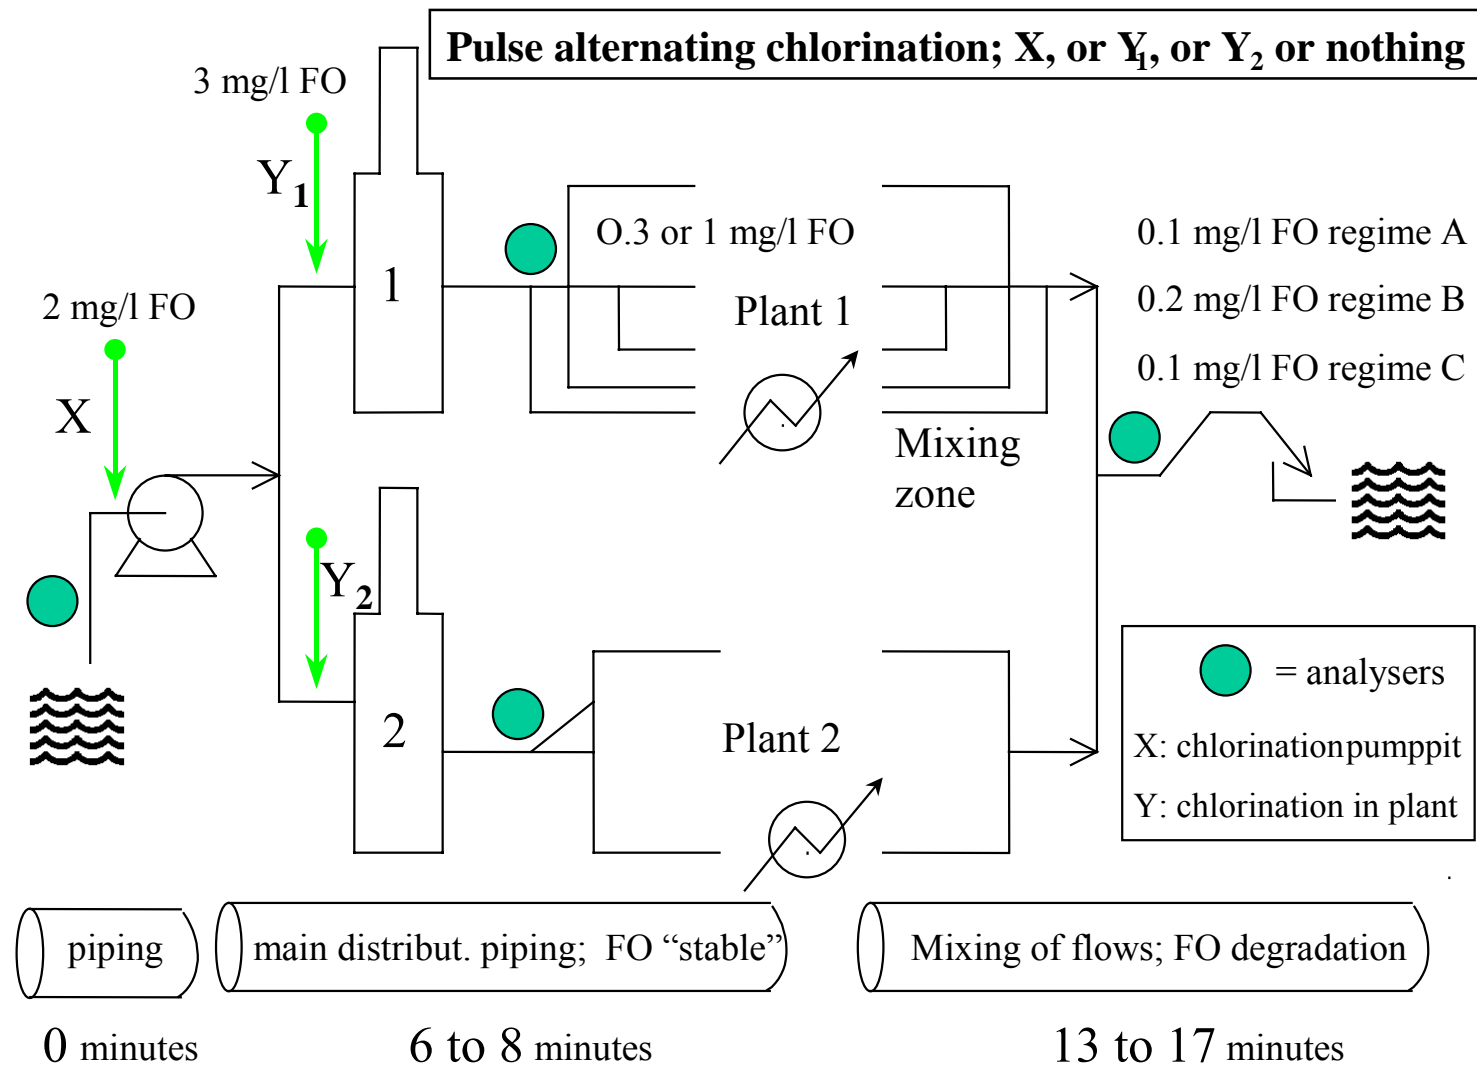 Pulse alternating chlorination; X, or Y1, or Y2 or nothing
3 mg/l FO
Y1
2 mg/l FO
X
1
O.3 or 1 mg/l FO
Plant 1
Mixing
zone
0.1 mg/l FO regime A
0.2 mg/l FO regime B
0.1 mg/l FO regime C
Y2
2
Plant 2
= analysers
X: chlorinationpumppit
Y: chlorination in plant
piping
main distribut. piping; FO “stable”
Mixing of flows; FO degradation
0 minutes
6 to 8 minutes
13 to 17 minutes